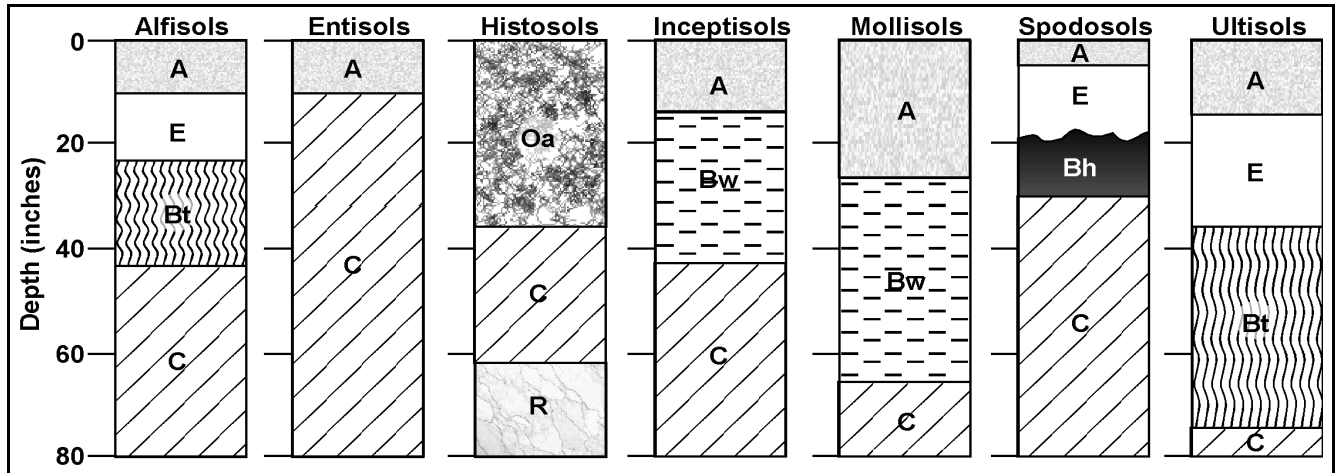 Alfisols Entisols Histosols Inceptisols Mollisols Spodosols Ultisols
Depth (inches)
0
20
40
60
80
A
E
Bt
C
A
C
Oa
C
R
A
Bw
C
A
Bw
C
A
E
Bh
C
A
E
Bt
C